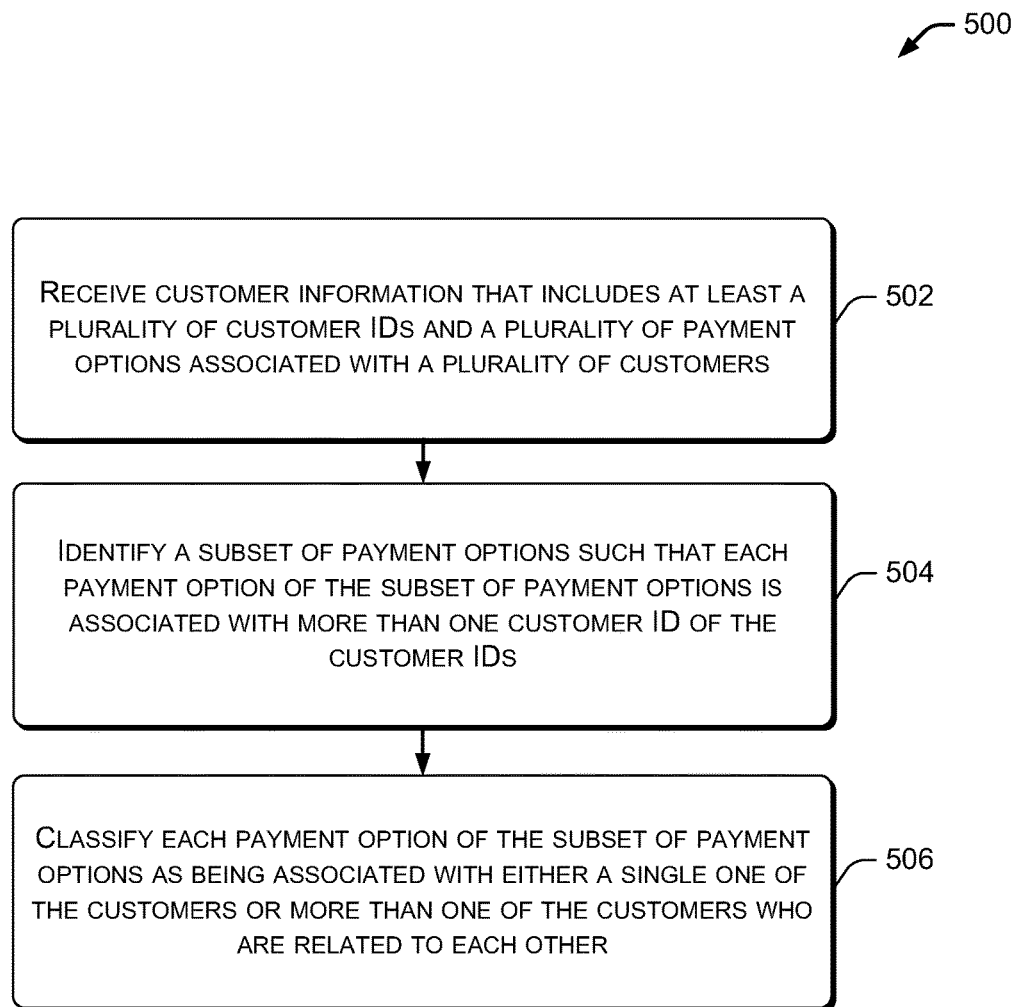 500
RECEIVE CUSTOMER INFORMATION THAT INCLUDES AT LEAST A
PLURALITY OF CUSTOMER IDS AND A PLURALITY OF PAYMENT
OPTIONS ASSOCIATED WITH A PLURALITY OF CUSTOMERS
502
IDENTIFY A SUBSET OF PAYMENT OPTIONS SUCH THAT EACH
PAYMENT OPTION OF THE SUBSET OF PAYMENT OPTIONS IS
ASSOCIATED WITH MORE THAN ONE CUSTOMER ID OF THE
CUSTOMER IDS
504
CLASSIFY EACH PAYMENT OPTION OF THE SUBSET OF PAYMENT
OPTIONS AS BEING ASSOCIATED WITH EITHER A SINGLE ONE OF
THE CUSTOMERS OR MORE THAN ONE OF THE CUSTOMERS WHO
ARE RELATED TO EACH OTHER
506